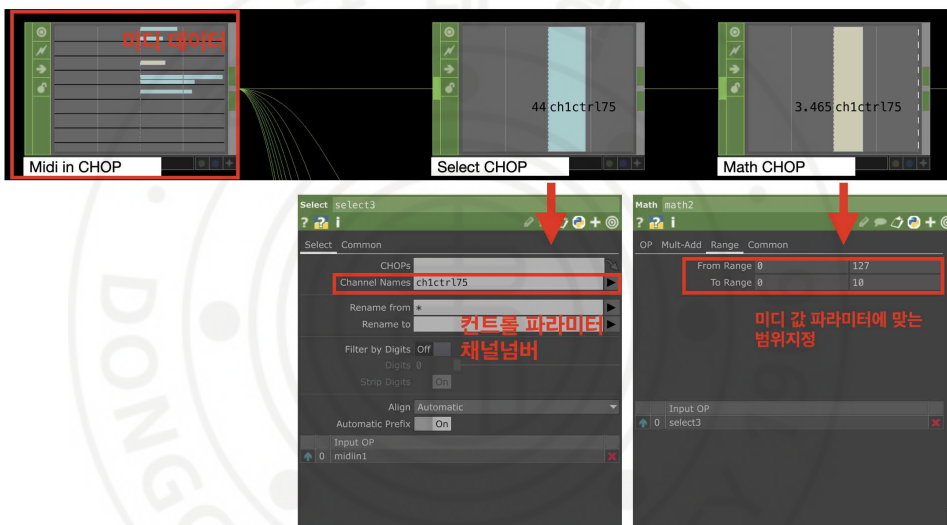 미디 데이터
44 ch1ctrl75
3.465 ch1ctrl75
Midi in CHOP
Select CHOP
Math CHOP
Select select3
? ? i
Select Common
CHOPs
Channel Names ch1ctrl75
Rename from *
Rename to
컨트롤 파라미터
채널넘버
Filter by Digits Off
Digits 0
Strip Digits On
Align Automatic
Automatic Prefix On
Input OP
0 midiin1
Math math2
? ? i
OP Mult-Add Range Common
From Range 0 127
To Range 0 10
미디 값 파라미터에 맞는
범위지정
Input OP
0 select3